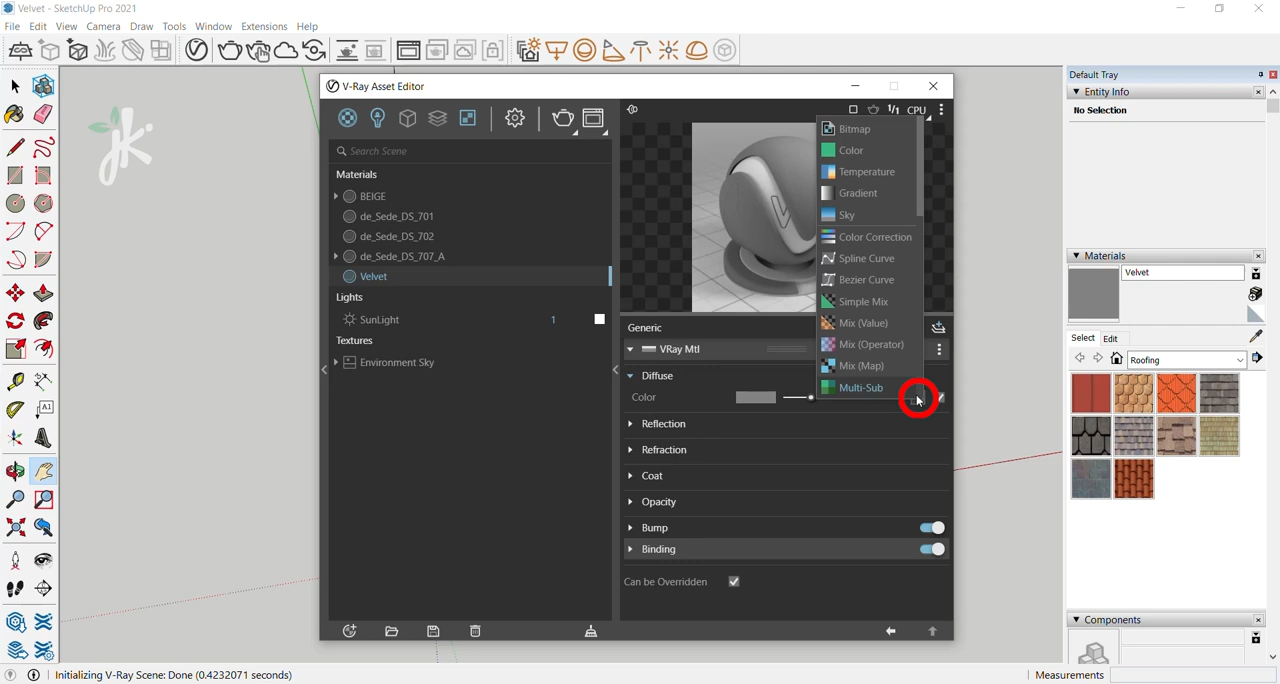 Velvet - SketchUp Pro 2021
File Edit View Camera Draw Tools Window Extensions Help
jk
V-Ray Asset Editor
Search Scene
Materials
BEIGE
de_Sede_DS_701
de_Sede_DS_702
de_Sede_DS_707_A
Velvet
Lights
SunLight 1
Textures
Environment Sky
1/1 CPU
Bitmap
Color
Temperature
Gradient
Sky
Color Correction
Spline Curve
Bezier Curve
Simple Mix
Mix (Value)
Mix (Operator)
Mix (Map)
Multi-Sub
Generic
VRay Mtl
Diffuse
Color
Reflection
Refraction
Coat
Opacity
Bump
Binding
Can be Overridden
Default Tray
Entity Info
No Selection
Materials
Velvet
Select Edit
Roofing
Components
A1
Initializing V-Ray Scene: Done (0.4232071 seconds)
Measurements